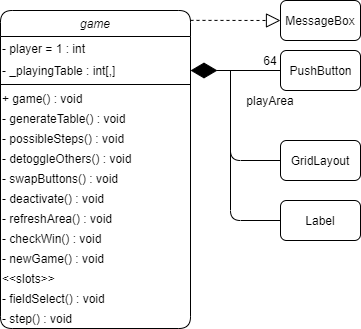 game
- player = 1 : int
- _playingTable : int[,]
+ game() : void
- generateTable() : void
- possibleSteps() : void
- detoggleOthers() : void
- swapButtons() : void
- deactivate() : void
- refreshArea() : void
- checkWin() : void
- newGame() : void
<<slots>>
- fieldSelect() : void
- step() : void
MessageBox
64
PushButton
playArea
GridLayout
Label